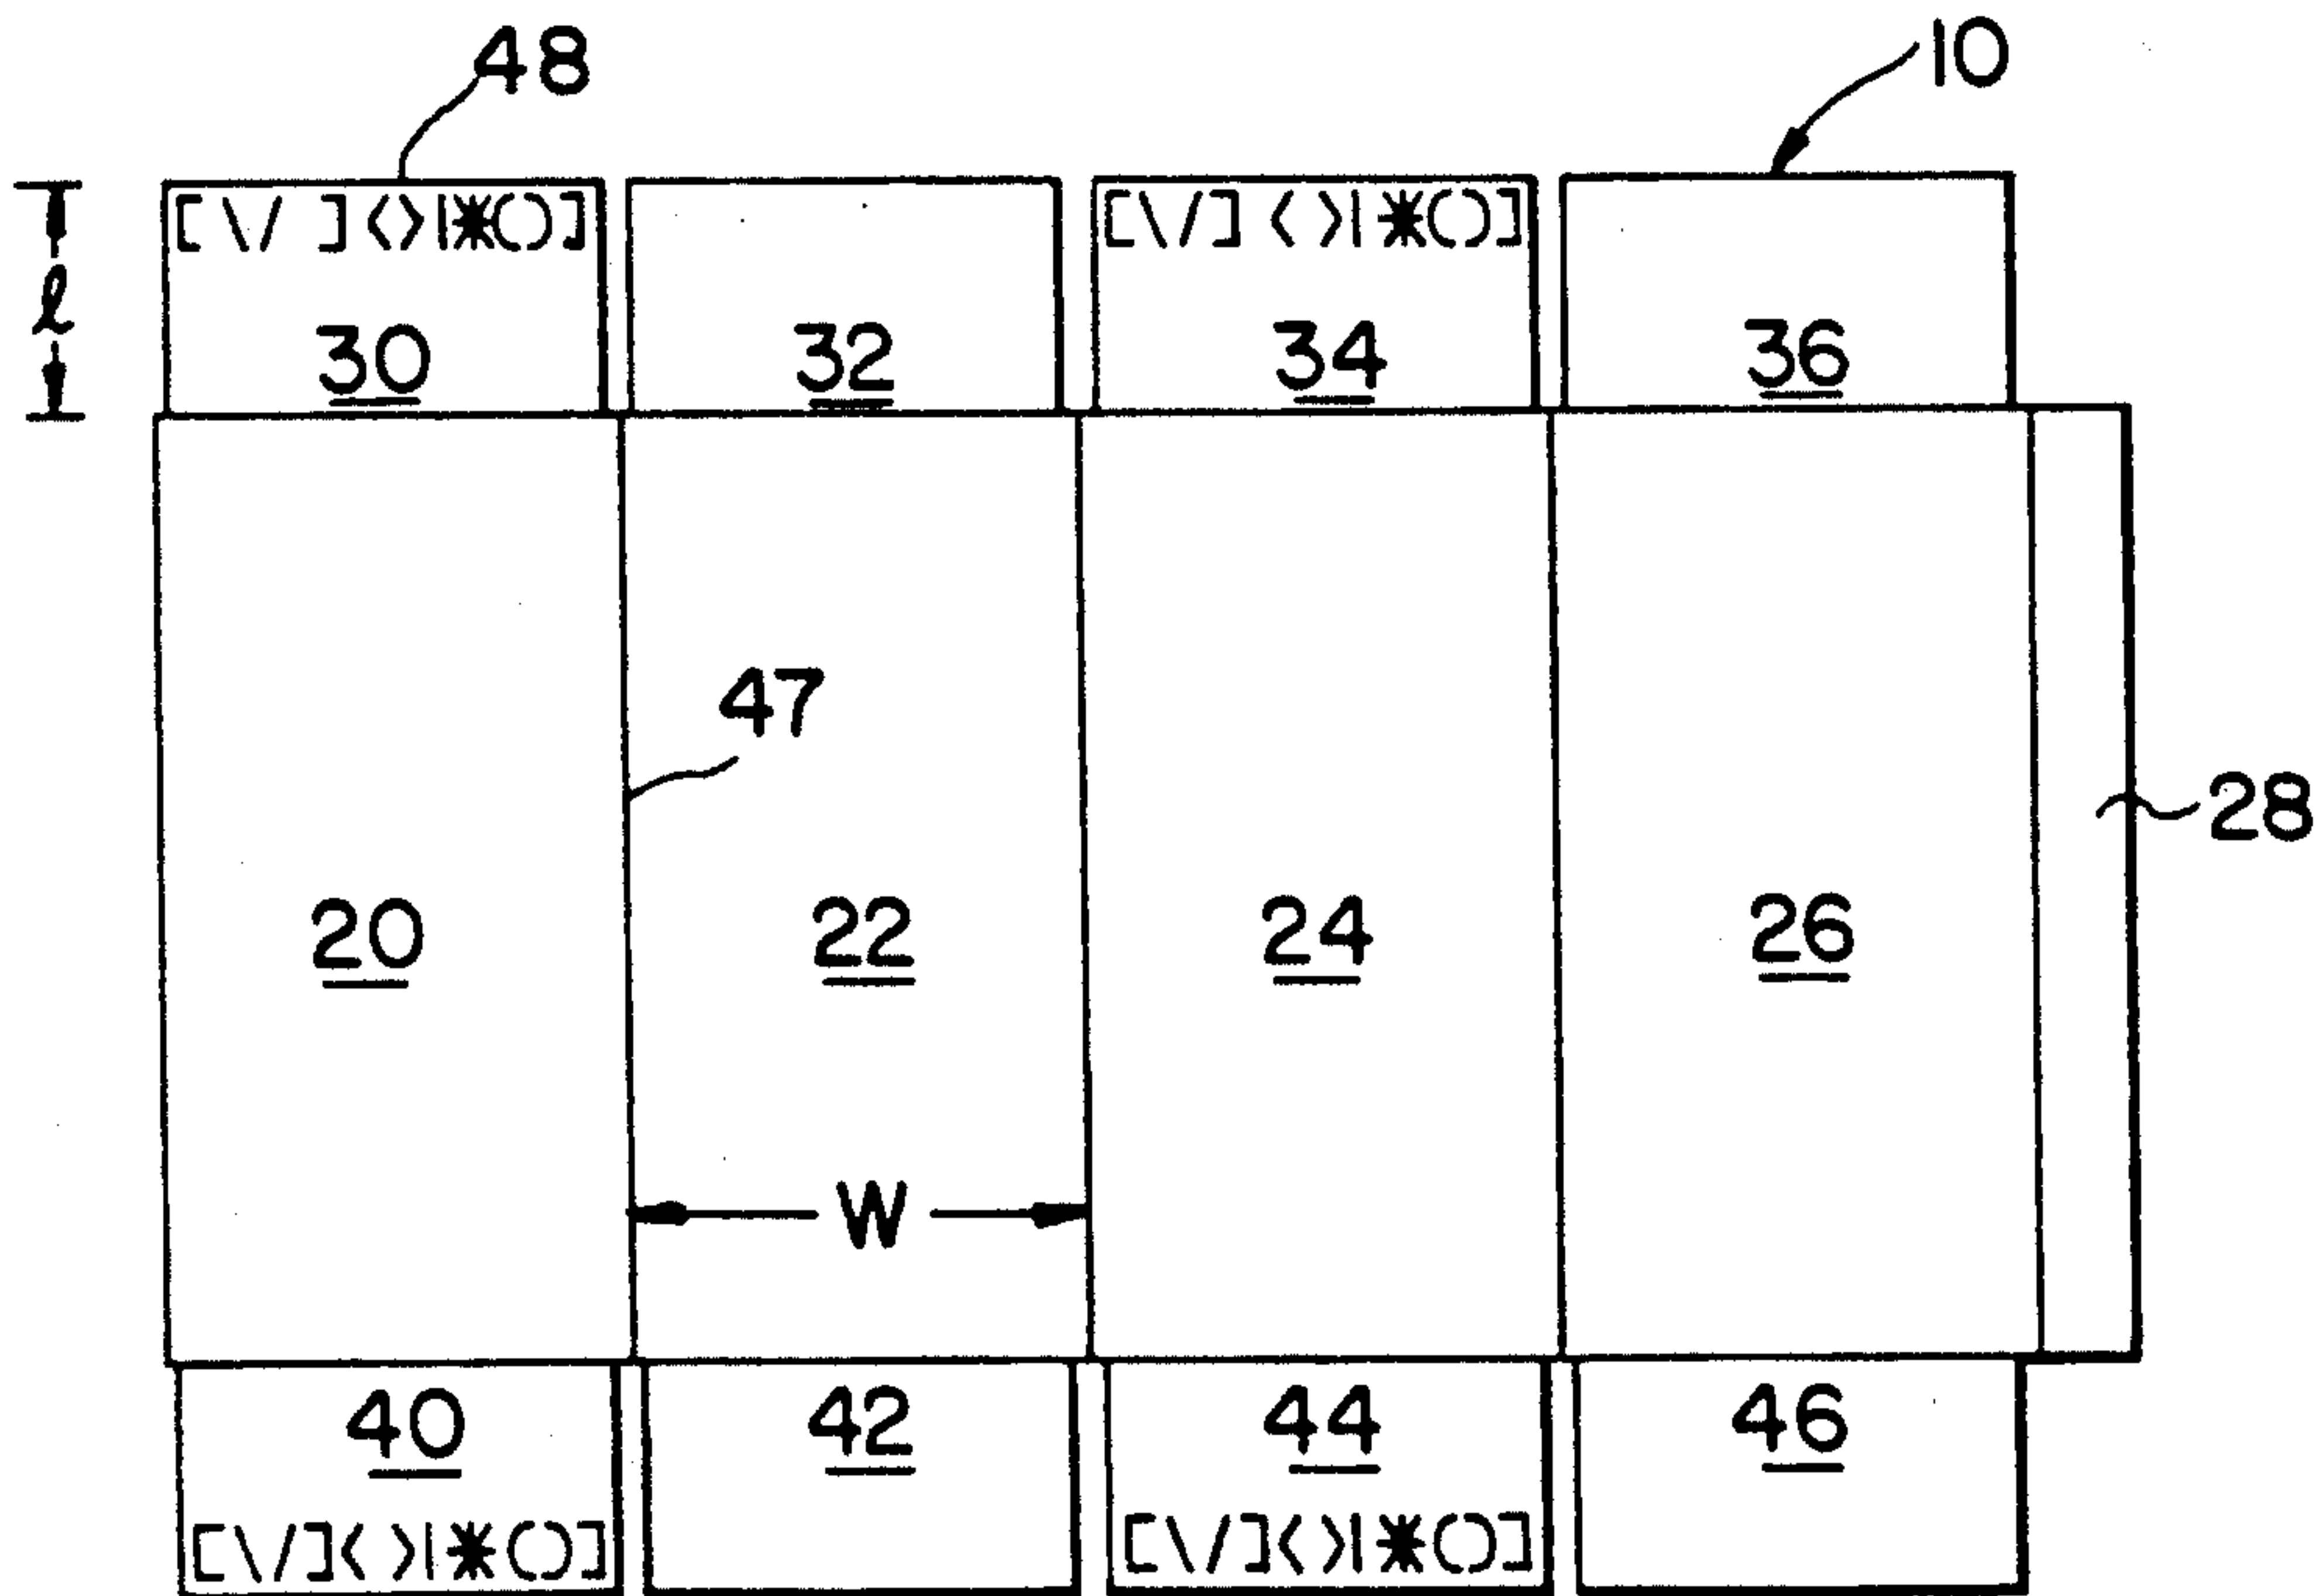 48 10
[ \/ ] <>|*()] [\/] < >| *()]
l
30 32 34 36
47
28
20 22 24 26
W
40 42 44 46
[\/]< >|*()] [\/]< >|*()]